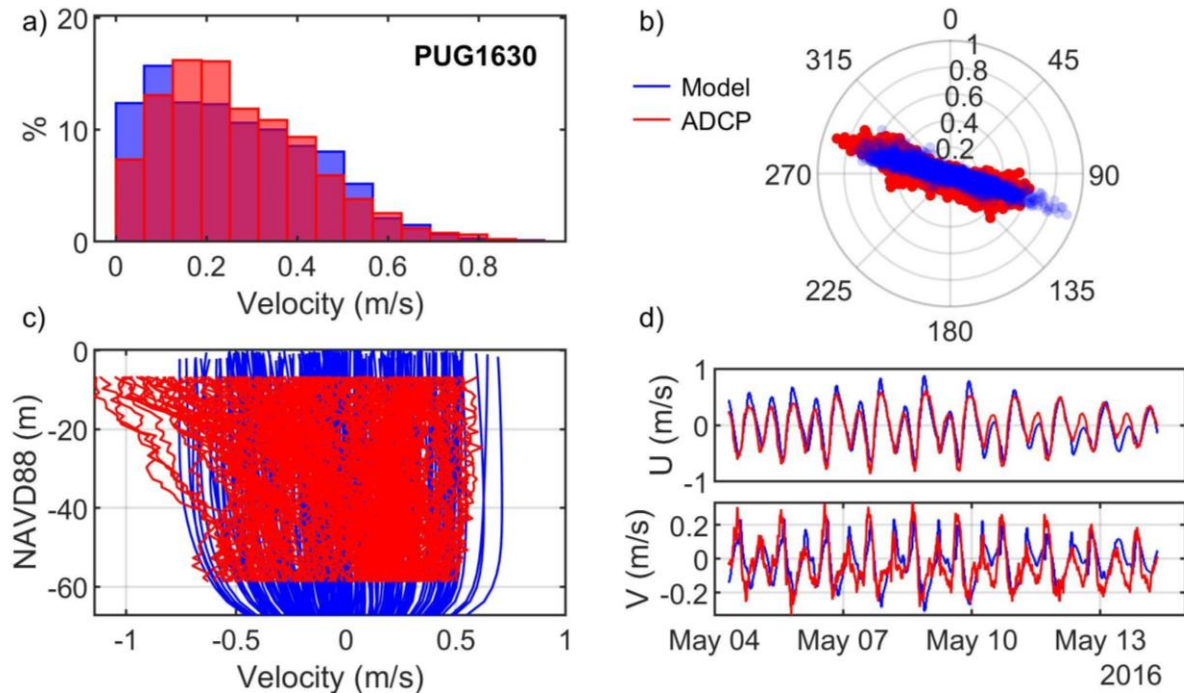 a)
20
10
0
%
PUG1630
0 0.2 0.4 0.6 0.8
Velocity (m/s)
b)
Model
ADCP
0
45
90
135
180
225
270
315
1
0.8
0.6
0.4
0.2
c)
0
-20
-40
-60
NAVD88 (m)
-1 -0.5 0 0.5 1
Velocity (m/s)
d)
1
0
-1
U (m/s)
0.2
0
-0.2
V (m/s)
May 04 May 07 May 10 May 13
2016